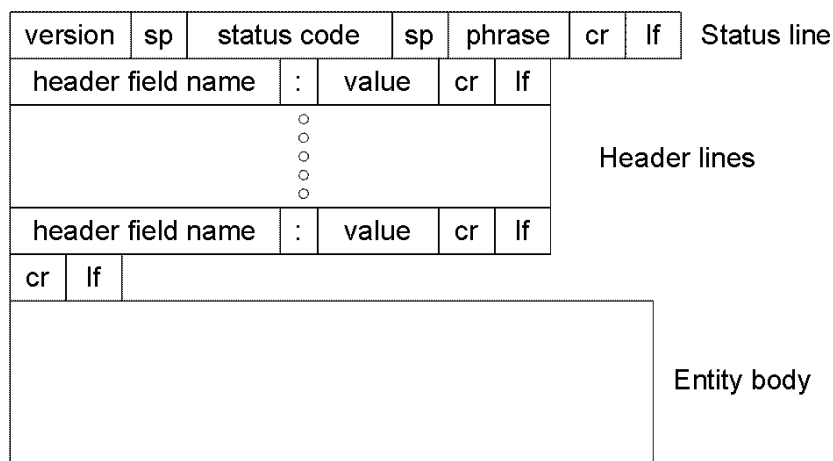 version sp status code sp phrase cr lf Status line
header field name : value cr lf
Header lines
header field name : value cr lf
cr lf
Entity body